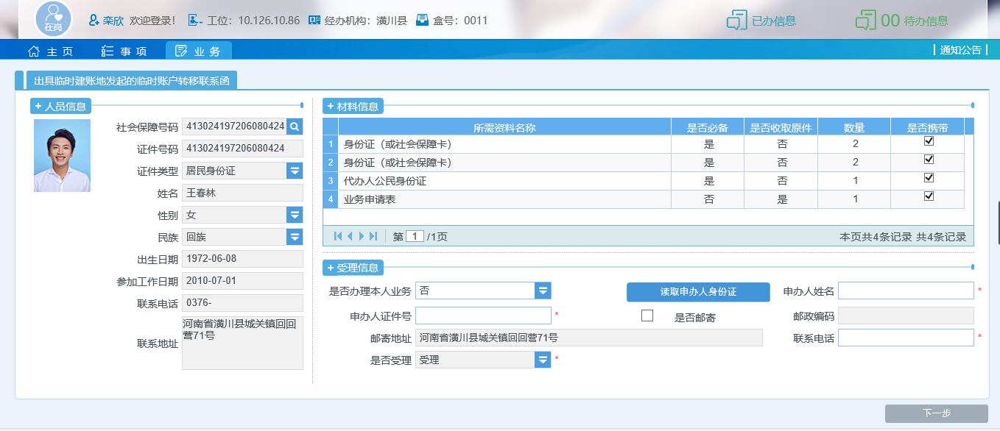 在岗
栾欣 欢迎登录! 工位: 10.126.10.86 经办机构: 潢川县 盒号: 0011
已办信息
00 待办信息
主 页 事 项 业 务
通知公告
出具临时建账地发起的临时账户转移联系函
人员信息
社会保障号码 413024197206080424
证件号码 413024197206080424
证件类型 居民身份证
姓名 王春林
性别 女
民族 回族
出生日期 1972-06-08
参加工作日期 2010-07-01
联系电话 0376-
联系地址 河南省潢川县城关镇回回
营71号
材料信息
所需资料名称 是否必备 是否收取原件 数量 是否携带
1 身份证（或社会保障卡） 是 否 2
2 身份证（或社会保障卡） 是 否 2
3 代办人公民身份证 是 否 1
4 业务申请表 否 是 1
第 1 /1页 本页共4条记录 共4条记录
受理信息
是否办理本人业务 否 读取申办人身份证 申办人姓名 *
申办人证件号 * 是否邮寄 邮政编码
邮寄地址 河南省潢川县城关镇回回营71号 联系电话 *
是否受理 受理 *
下一步